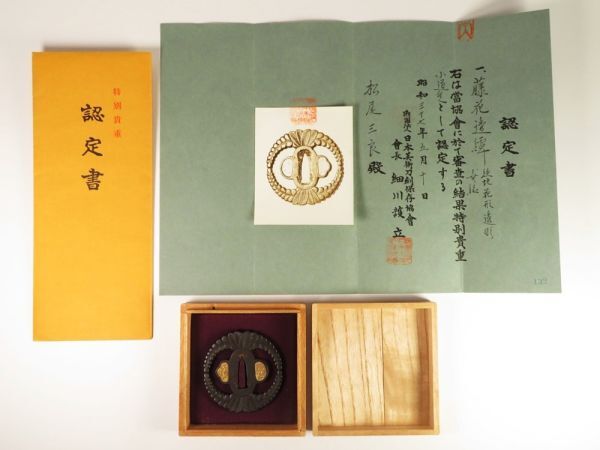 特別貴重
認定書
認定書
一、藤花透鐔
右は當協會に於て審査の結果特別貴重
小道具として認定する
昭和三十七年五月十日
財團法人日本美術刀剣保存協會
會長 細川護立
松尾三良殿
132